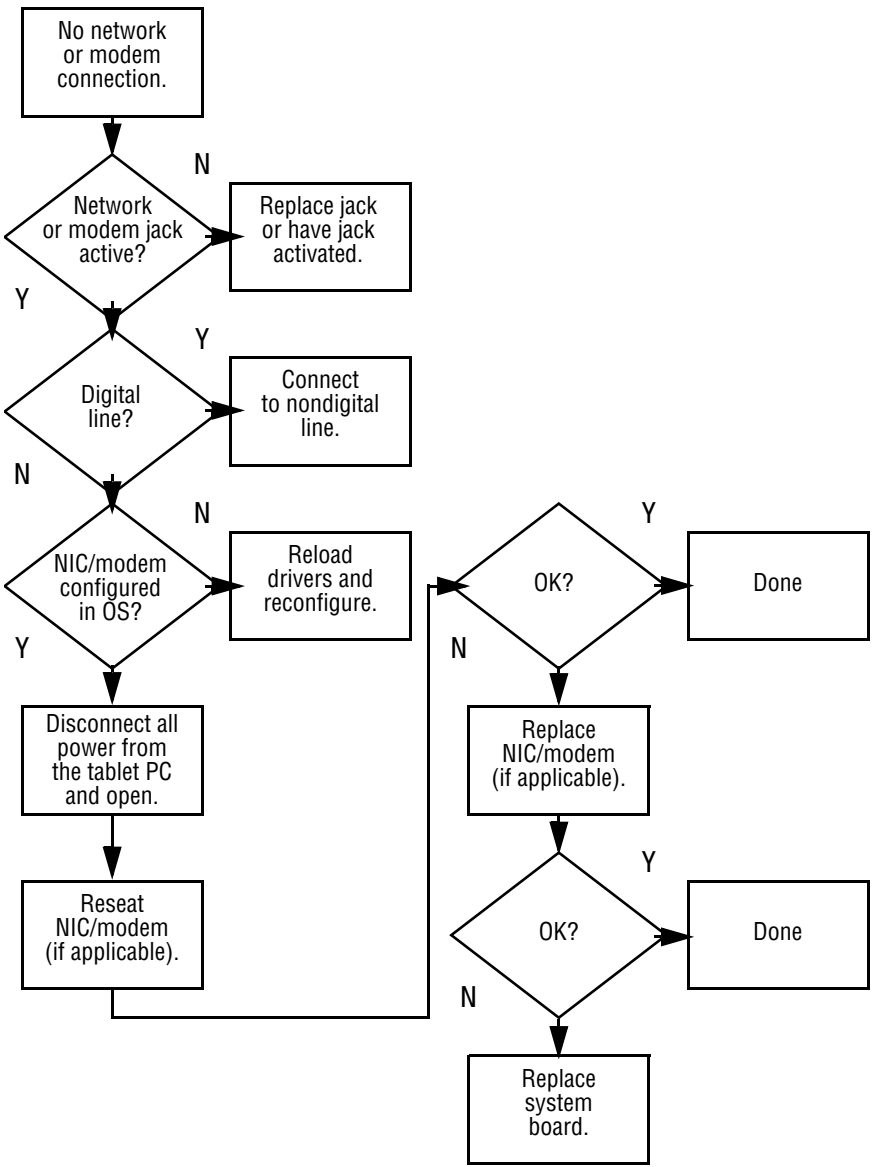 No network
or modem
connection.
N
Network
or modem jack
active?
Replace jack
or have jack
activated.
Y
Y
Digital
line?
Connect
to nondigital
line.
N
N
NIC/modem
configured
in OS?
Reload
drivers and
reconfigure.
Y
Disconnect all
power from
the tablet PC
and open.
Reseat
NIC/modem
(if applicable).
Y
OK?
Done
N
Replace
NIC/modem
(if applicable).
Y
OK?
Done
N
Replace
system
board.